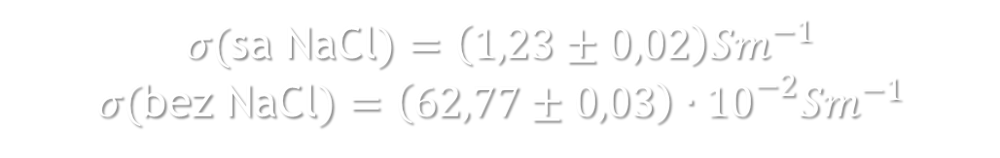 σ(sa NaCl) = (1,23 ± 0,02)Sm⁻¹
σ(bez NaCl) = (62,77 ± 0,03) · 10⁻²Sm⁻¹